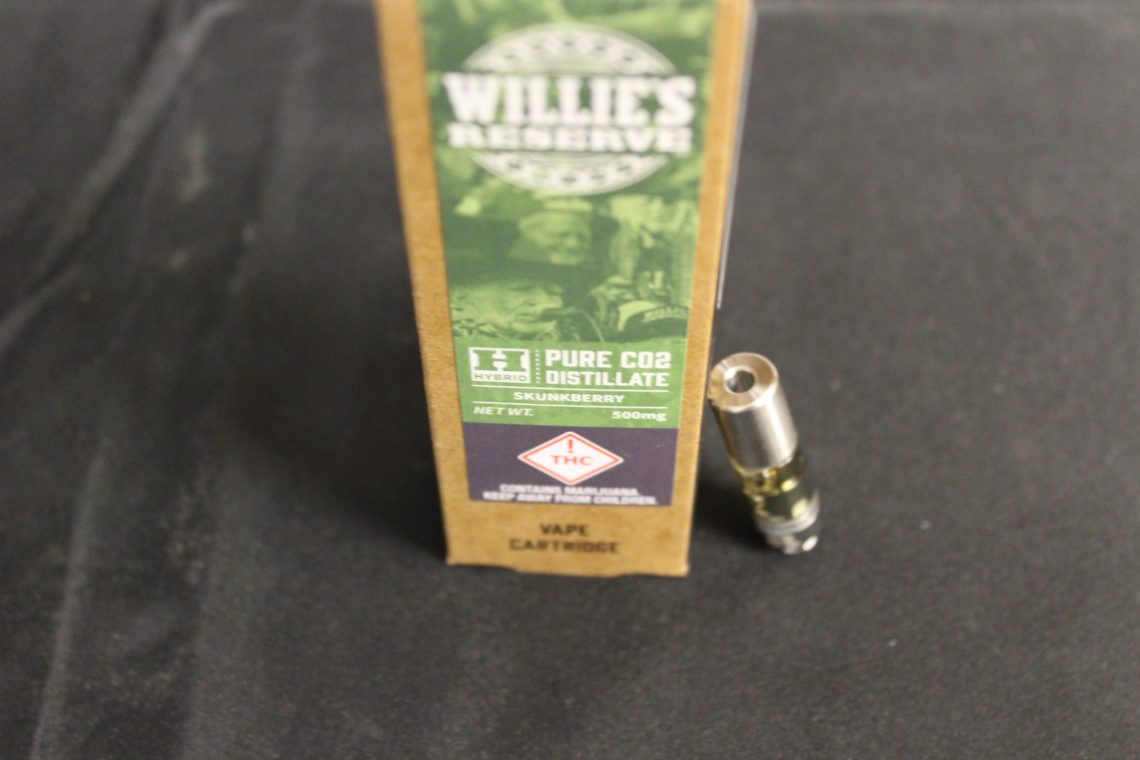 WILLIE'S
RESERVE
H PURE CO2
HYBRID DISTILLATE
SKUNKBERRY
NET WT. 500mg
!
THC
CONTAINS MARIJUANA.
KEEP AWAY FROM CHILDREN.
VAPE
CARTRIDGE